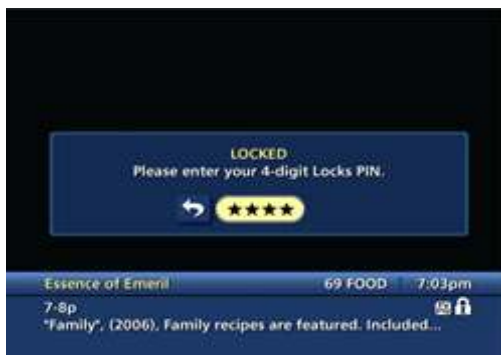 LOCKED
Please enter your 4-digit Locks PIN.
★★★★
Essence of Emeril 69 FOOD 7:03pm
7-8p
"Family", (2006), Family recipes are featured. Included...